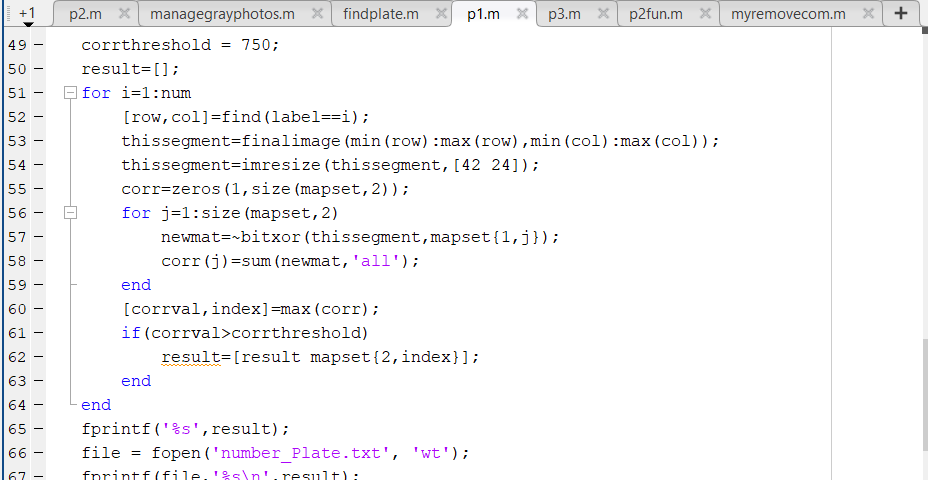 +1 p2.m managegrayphotos.m findplate.m p1.m p3.m p2fun.m myremovecom.m +
49 – corrthreshold = 750;
50 – result=[];
51 – for i=1:num
52 – [row,col]=find(label==i);
53 – thissegment=finalimage(min(row):max(row),min(col):max(col));
54 – thissegment=imresize(thissegment,[42 24]);
55 – corr=zeros(1,size(mapset,2));
56 – for j=1:size(mapset,2)
57 – newmat=~bitxor(thissegment,mapset{1,j});
58 – corr(j)=sum(newmat,'all');
59 – end
60 – [corrval,index]=max(corr);
61 – if(corrval>corrthreshold)
62 – result=[result mapset{2,index}];
63 – end
64 – end
65 – fprintf('%s',result);
66 – file = fopen('number_Plate.txt', 'wt');
67 – fprintf(file,'%s\n',result);